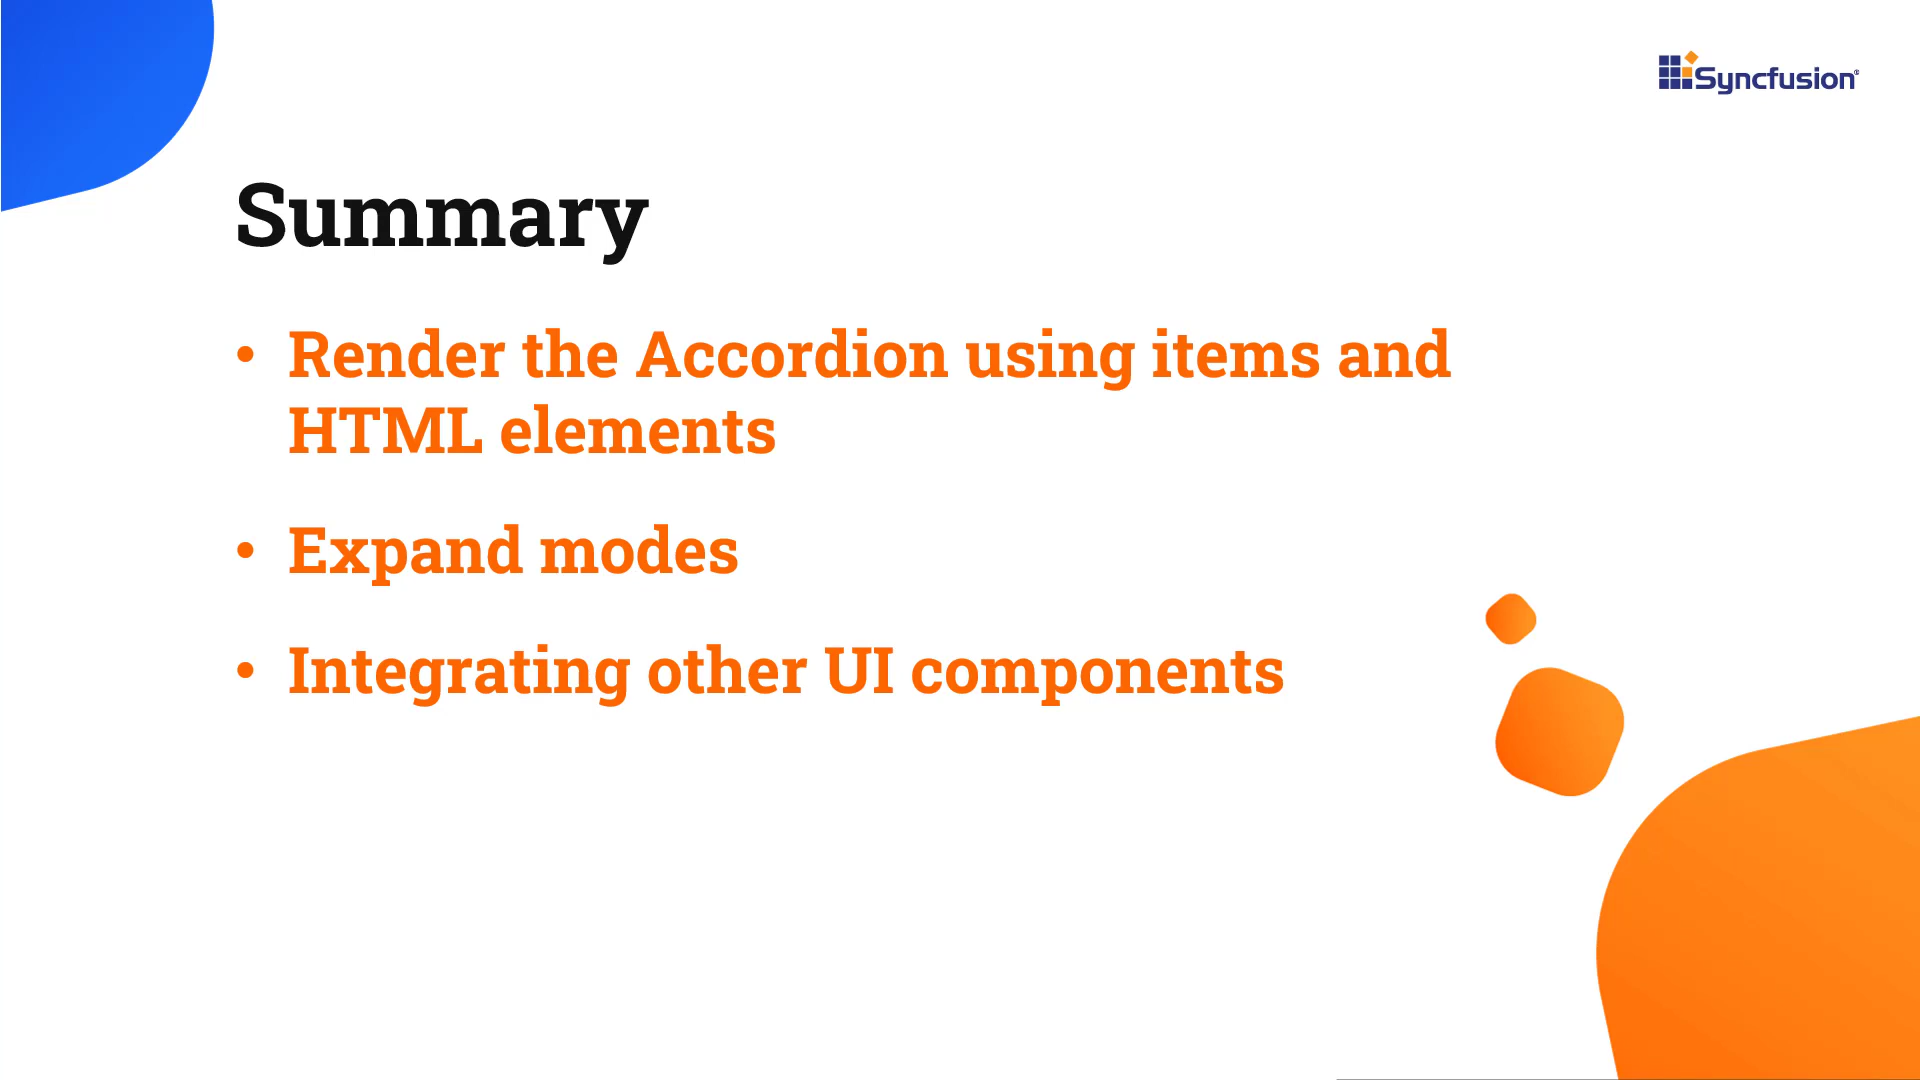 Syncfusion®
Summary
• Render the Accordion using items and
HTML elements
• Expand modes
• Integrating other UI components